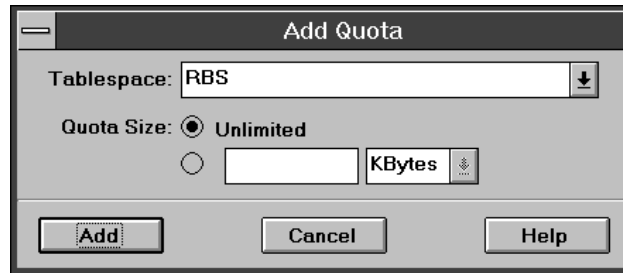 Add Quota
Tablespace: RBS
Quota Size: Unlimited
KBytes
Add Cancel Help